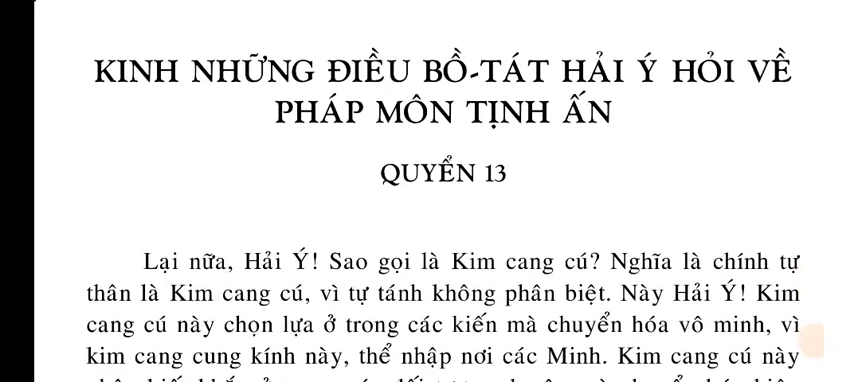 KINH NHỮNG ĐIỀU BỒ-TÁT HẢI Ý HỎI VỀ
PHÁP MÔN TỊNH ẤN
QUYỂN 13
Lại nữa, Hải Ý! Sao gọi là Kim cang cú? Nghĩa là chính tự
thân là Kim cang cú, vì tự tánh không phân biệt. Này Hải Ý! Kim
cang cú này chọn lựa ở trong các kiến mà chuyển hóa vô minh, vì
kim cang cung kính này, thể nhập nơi các Minh. Kim cang cú này